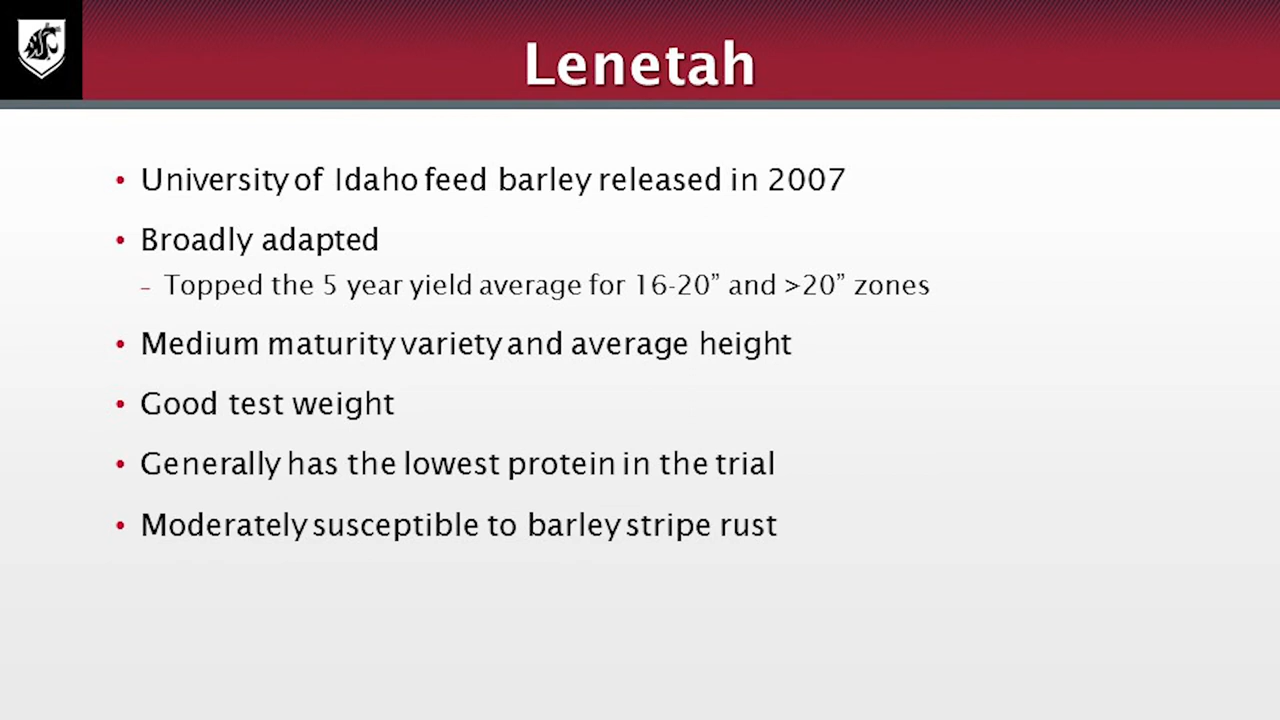 Lenetah
• University of Idaho feed barley released in 2007
• Broadly adapted
– Topped the 5 year yield average for 16-20” and >20” zones
• Medium maturity variety and average height
• Good test weight
• Generally has the lowest protein in the trial
• Moderately susceptible to barley stripe rust